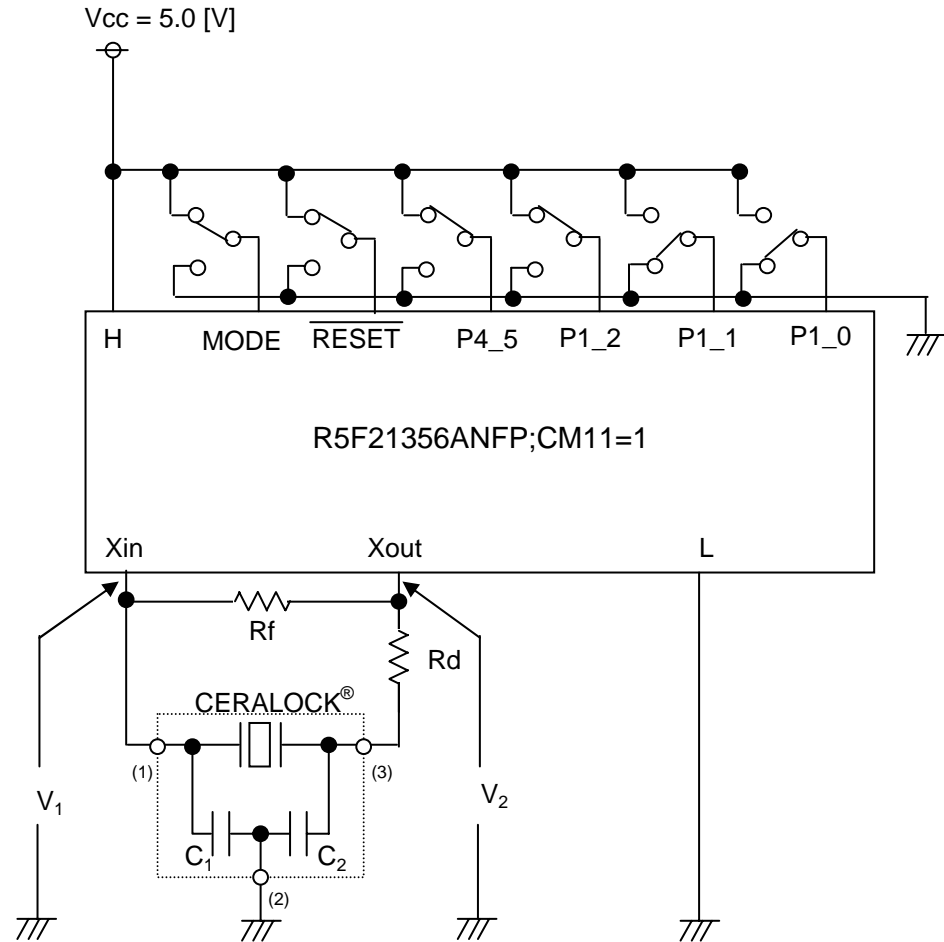 Vcc = 5.0 [V]
H MODE RESET P4_5 P1_2 P1_1 P1_0
R5F21356ANFP;CM11=1
Xin Xout L
Rf
Rd
CERALOCK®
(1) (3)
V1 V2
C1 C2
(2)